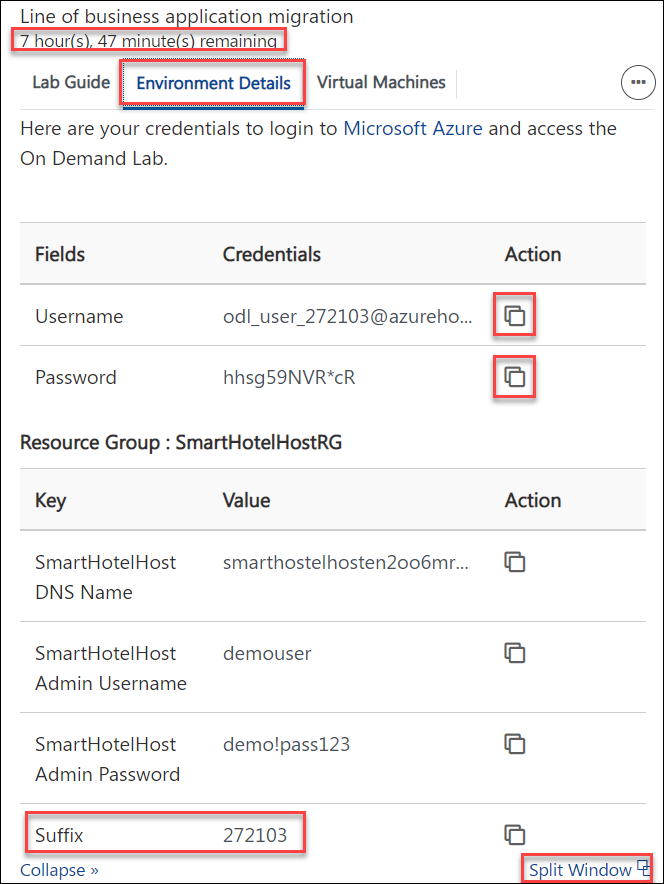 Line of business application migration
7 hour(s), 47 minute(s) remaining
Lab Guide Environment Details Virtual Machines
Here are your credentials to login to Microsoft Azure and access the
On Demand Lab.
Fields Credentials Action
Username odl_user_272103@azureho...
Password hhsg59NVR*cR
Resource Group : SmartHotelHostRG
Key Value Action
SmartHotelHost smarthostelhosten2oo6mr...
DNS Name
SmartHotelHost demouser
Admin Username
SmartHotelHost demo!pass123
Admin Password
Suffix 272103
Collapse » Split Window